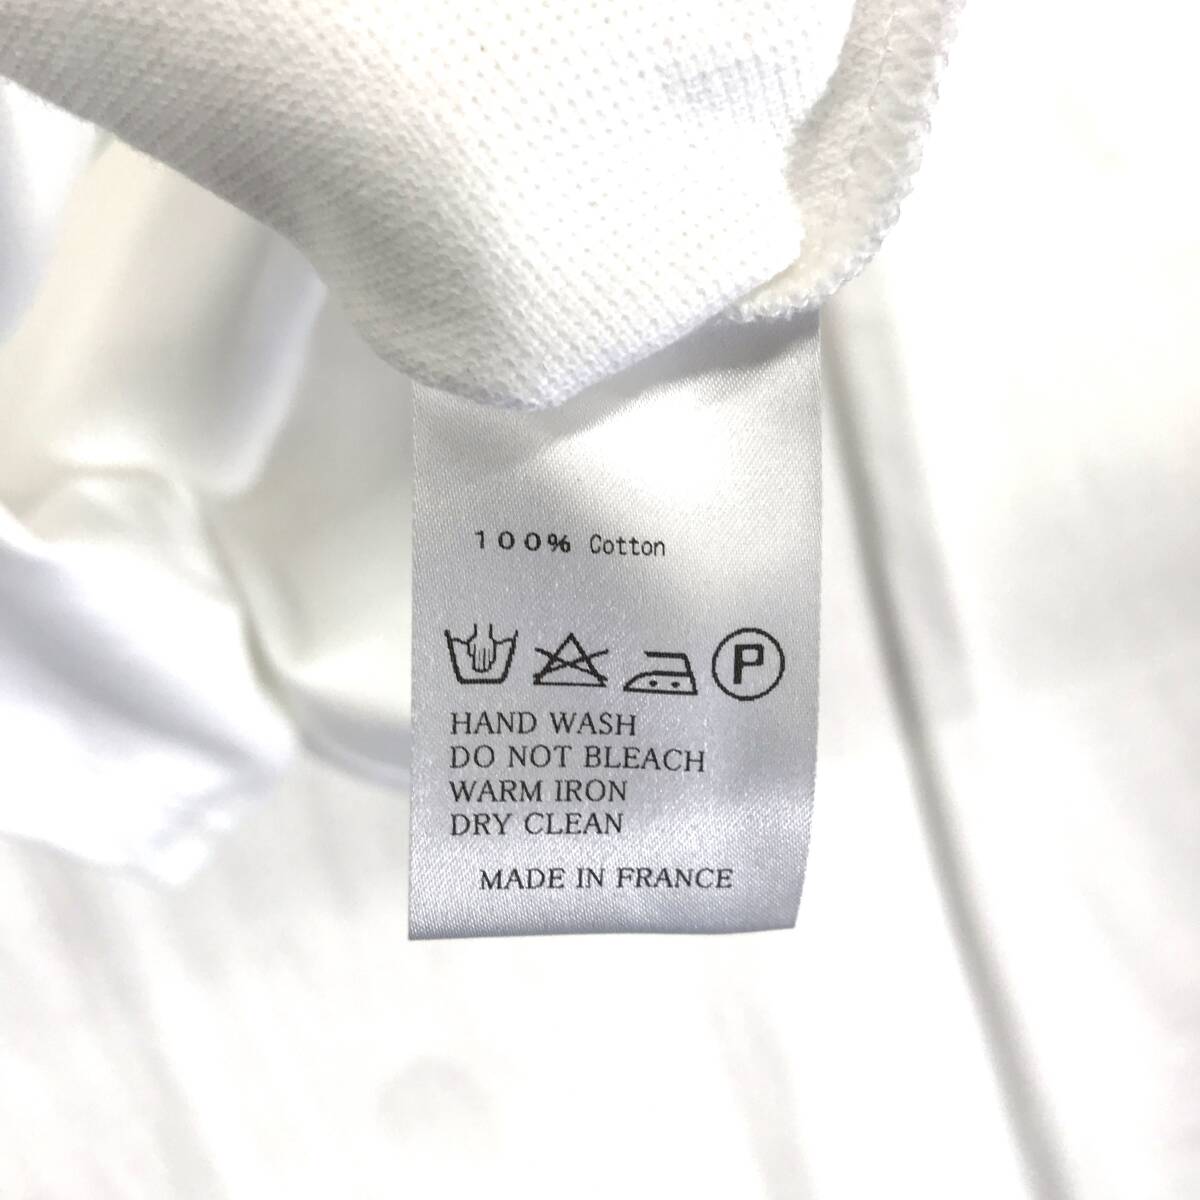 100% Cotton
P
HAND WASH
DO NOT BLEACH
WARM IRON
DRY CLEAN
MADE IN FRANCE